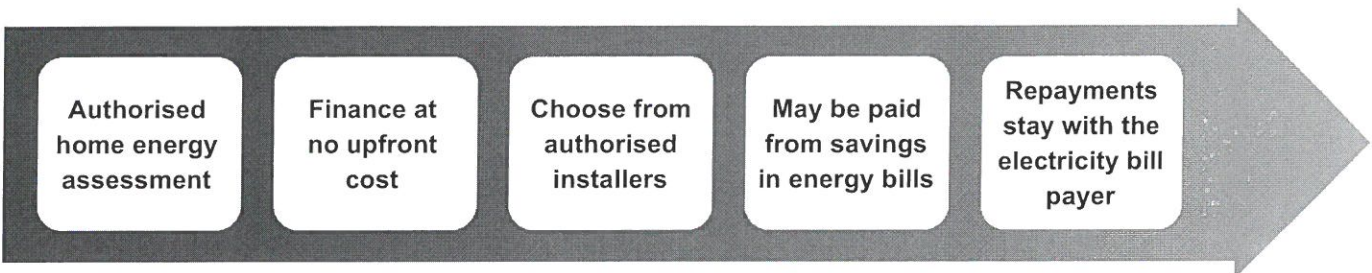 Authorised
home energy
assessment
Finance at
no upfront
cost
Choose from
authorised
installers
May be paid
from savings
in energy bills
Repayments
stay with the
electricity bill
payer